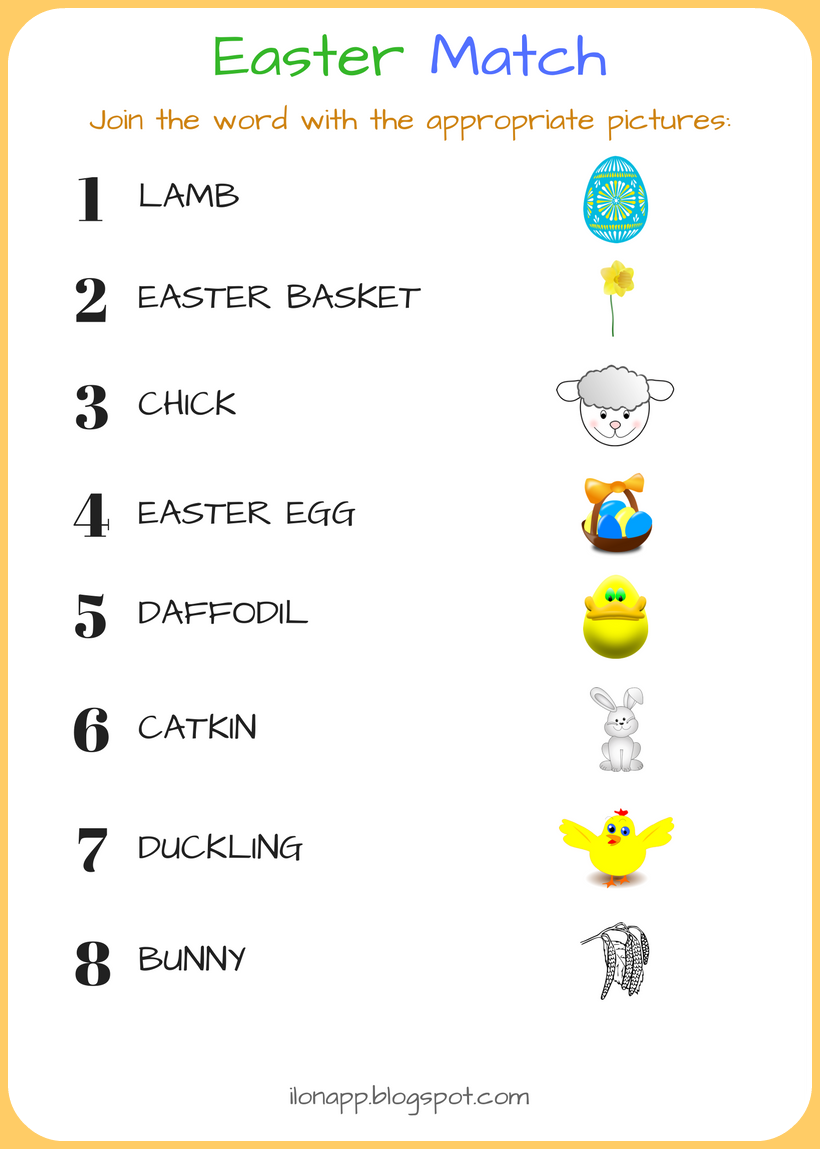 Easter Match
Join the word with the appropriate pictures:
1 LAMB
2 EASTER BASKET
3 CHICK
4 EASTER EGG
5 DAFFODIL
6 CATKIN
7 DUCKLING
8 BUNNY
ilonapp.blogspot.com